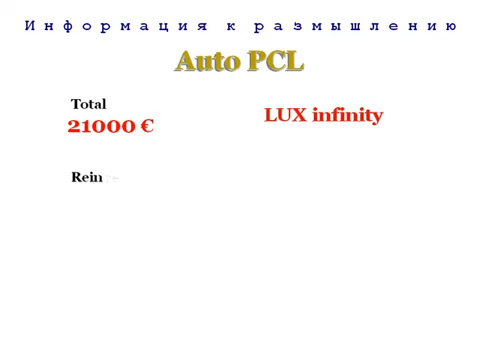 Информация к размышлению
Auto PCL
Total
21000 €
LUX infinity
Rein